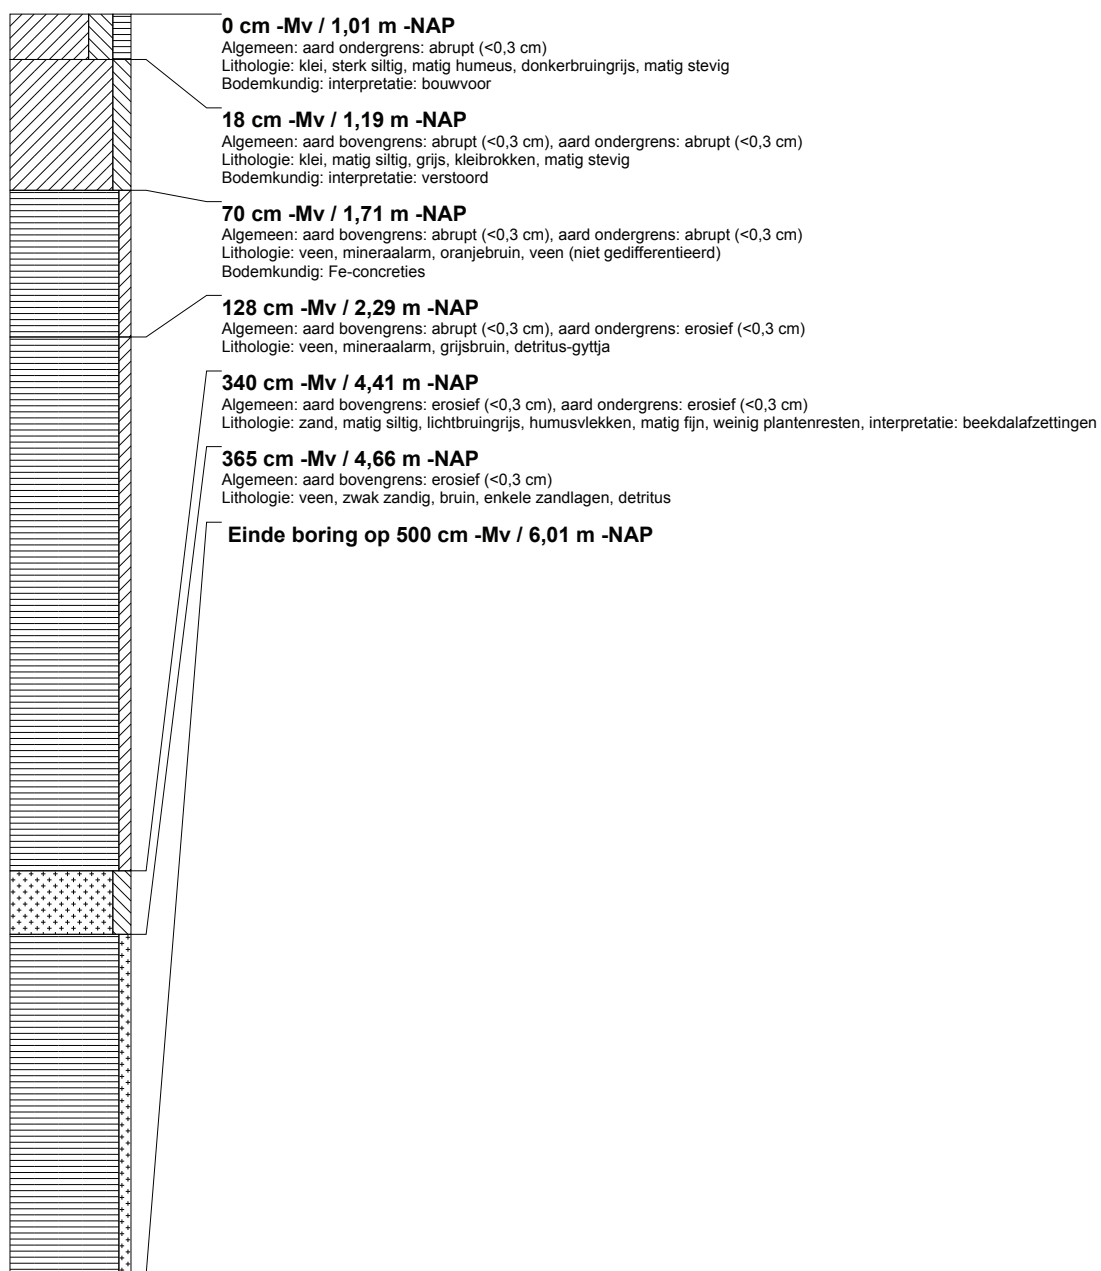 0 cm -Mv / 1,01 m -NAP
Algemeen: aard ondergrens: abrupt (<0,3 cm)
Lithologie: klei, sterk siltig, matig humeus, donkerbruingrijs, matig stevig
Bodemkundig: interpretatie: bouwvoor
18 cm -Mv / 1,19 m -NAP
Algemeen: aard bovengrens: abrupt (<0,3 cm), aard ondergrens: abrupt (<0,3 cm)
Lithologie: klei, matig siltig, grijs, kleibrokken, matig stevig
Bodemkundig: interpretatie: verstoord
70 cm -Mv / 1,71 m -NAP
Algemeen: aard bovengrens: abrupt (<0,3 cm), aard ondergrens: abrupt (<0,3 cm)
Lithologie: veen, mineraalarm, oranjebruin, veen (niet gedifferentieerd)
Bodemkundig: Fe-concreties
128 cm -Mv / 2,29 m -NAP
Algemeen: aard bovengrens: abrupt (<0,3 cm), aard ondergrens: erosief (<0,3 cm)
Lithologie: veen, mineraalarm, grijsbruin, detritus-gyttja
340 cm -Mv / 4,41 m -NAP
Algemeen: aard bovengrens: erosief (<0,3 cm), aard ondergrens: erosief (<0,3 cm)
Lithologie: zand, matig siltig, lichtbruingrijs, humusvlekken, matig fijn, weinig plantenresten, interpretatie: beekdalafzettingen
365 cm -Mv / 4,66 m -NAP
Algemeen: aard bovengrens: erosief (<0,3 cm)
Lithologie: veen, zwak zandig, bruin, enkele zandlagen, detritus
Einde boring op 500 cm -Mv / 6,01 m -NAP